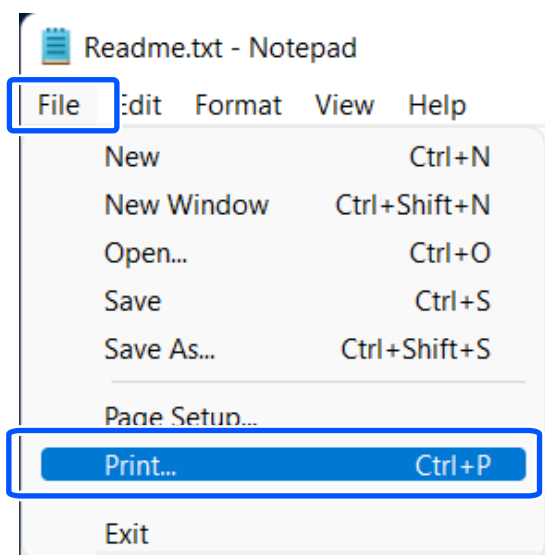 Readme.txt - Notepad
File Edit Format View Help
New Ctrl+N
New Window Ctrl+Shift+N
Open... Ctrl+O
Save Ctrl+S
Save As... Ctrl+Shift+S
Page Setup...
Print... Ctrl+P
Exit